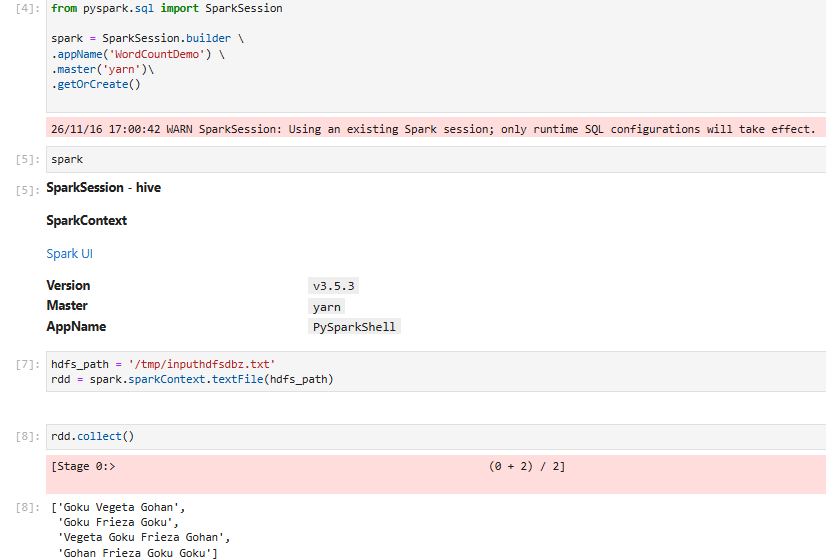 [4]: from pyspark.sql import SparkSession
spark = SparkSession.builder \
.appName('WordCountDemo') \
.master('yarn')\
.getOrCreate()
26/11/16 17:00:42 WARN SparkSession: Using an existing Spark session; only runtime SQL configurations will take effect.
[5]: spark
[5]: SparkSession - hive
SparkContext
Spark UI
Version v3.5.3
Master yarn
AppName PySparkShell
[7]: hdfs_path = '/tmp/inputhdfsdbz.txt'
rdd = spark.sparkContext.textFile(hdfs_path)
[8]: rdd.collect()
[Stage 0:> (0 + 2) / 2]
[8]: ['Goku Vegeta Gohan',
'Goku Frieza Goku',
'Vegeta Goku Frieza Gohan',
'Gohan Frieza Goku Goku']